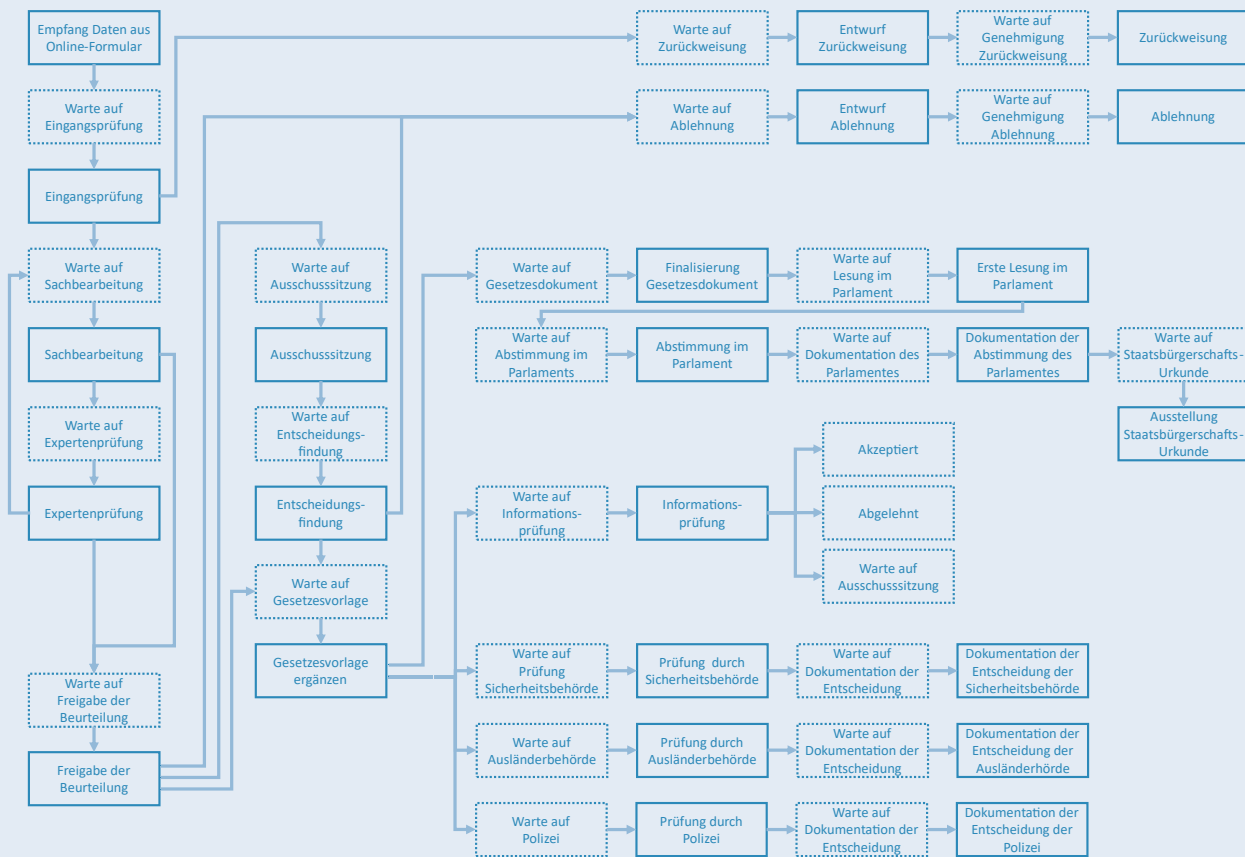 Empfang Daten aus
Online-Formular
Warte auf
Zurückweisung
Entwurf
Zurückweisung
Warte auf
Genehmigung
Zurückweisung
Zurückweisung
Warte auf
Eingangsprüfung
Warte auf
Ablehnung
Entwurf
Ablehnung
Warte auf
Genehmigung
Ablehnung
Ablehnung
Eingangsprüfung
Warte auf
Sachbearbeitung
Warte auf
Ausschusssitzung
Warte auf
Gesetzesdokument
Finalisierung
Gesetzesdokument
Warte auf
Lesung im
Parlament
Erste Lesung im
Parlament
Sachbearbeitung
Ausschusssitzung
Warte auf
Abstimmung im
Parlaments
Abstimmung im
Parlament
Warte auf
Dokumentation des
Parlamentes
Dokumentation der
Abstimmung des
Parlamentes
Warte auf
Staatsbürgerschafts-
Urkunde
Warte auf
Expertenprüfung
Warte auf
Entscheidungs-
findung
Akzeptiert
Ausstellung
Staatsbürgerschafts-
Urkunde
Expertenprüfung
Entscheidungs-
findung
Warte auf
Informations-
prüfung
Informations-
prüfung
Abgelehnt
Warte auf
Gesetzesvorlage
Warte auf
Ausschusssitzung
Gesetzesvorlage
ergänzen
Warte auf
Prüfung
Sicherheitsbehörde
Prüfung durch
Sicherheitsbehörde
Warte auf
Dokumentation der
Entscheidung
Dokumentation der
Entscheidung der
Sicherheitsbehörde
Warte auf
Freigabe der
Beurteilung
Freigabe der
Beurteilung
Warte auf
Ausländerbehörde
Prüfung durch
Ausländerbehörde
Warte auf
Dokumentation der
Entscheidung
Dokumentation der
Entscheidung der
Ausländerhörde
Warte auf
Polizei
Prüfung durch
Polizei
Warte auf
Dokumentation der
Entscheidung
Dokumentation der
Entscheidung der
Polizei